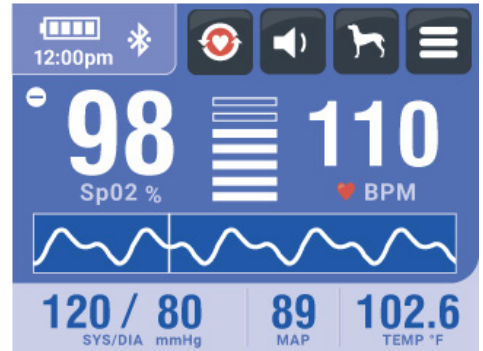 12:00pm
98
110
Sp02 %
BPM
120 / 80
89
102.6
SYS/DIA mmHg
MAP
TEMP °F